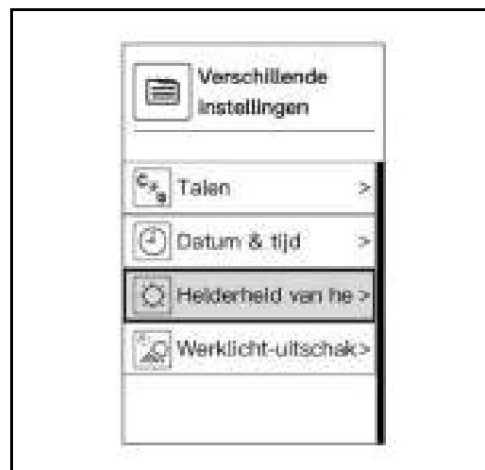 Verschillende
instellingen
Talen >
Datum & tijd >
Helderheid van he >
Werklicht-uitschak>